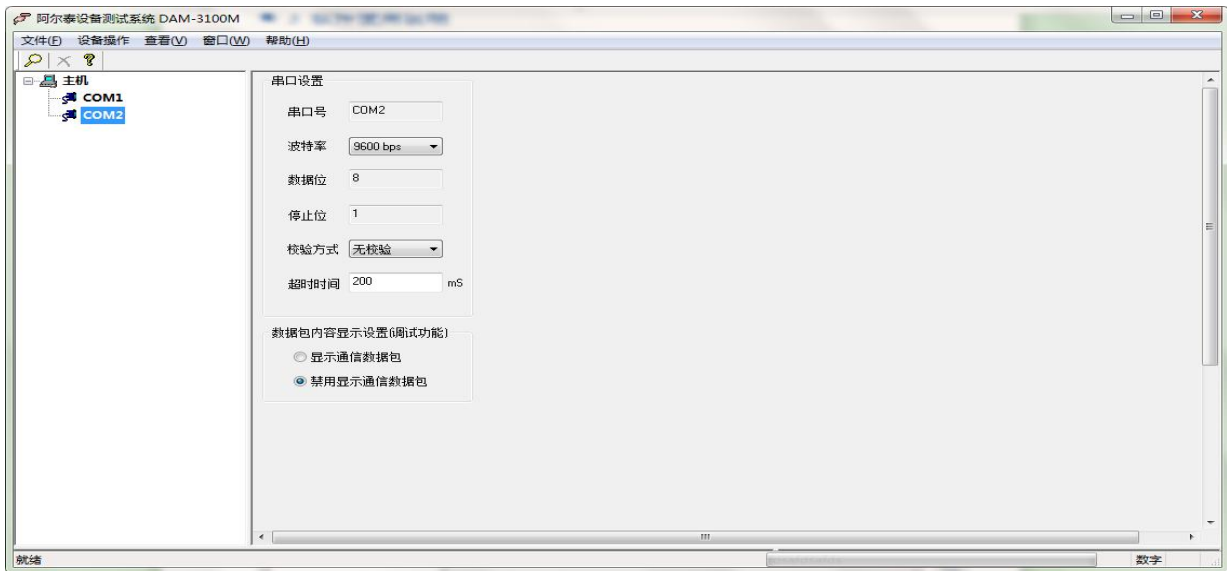 阿尔泰设备测试系统 DAM-3100M
文件(F) 设备操作 查看(V) 窗口(W) 帮助(H)
主机
COM1
COM2
串口设置
串口号 COM2
波特率 9600 bps
数据位 8
停止位 1
校验方式 无校验
超时时间 200 mS
数据包内容显示设置(调试功能)
显示通信数据包
禁用显示通信数据包
就绪 数字